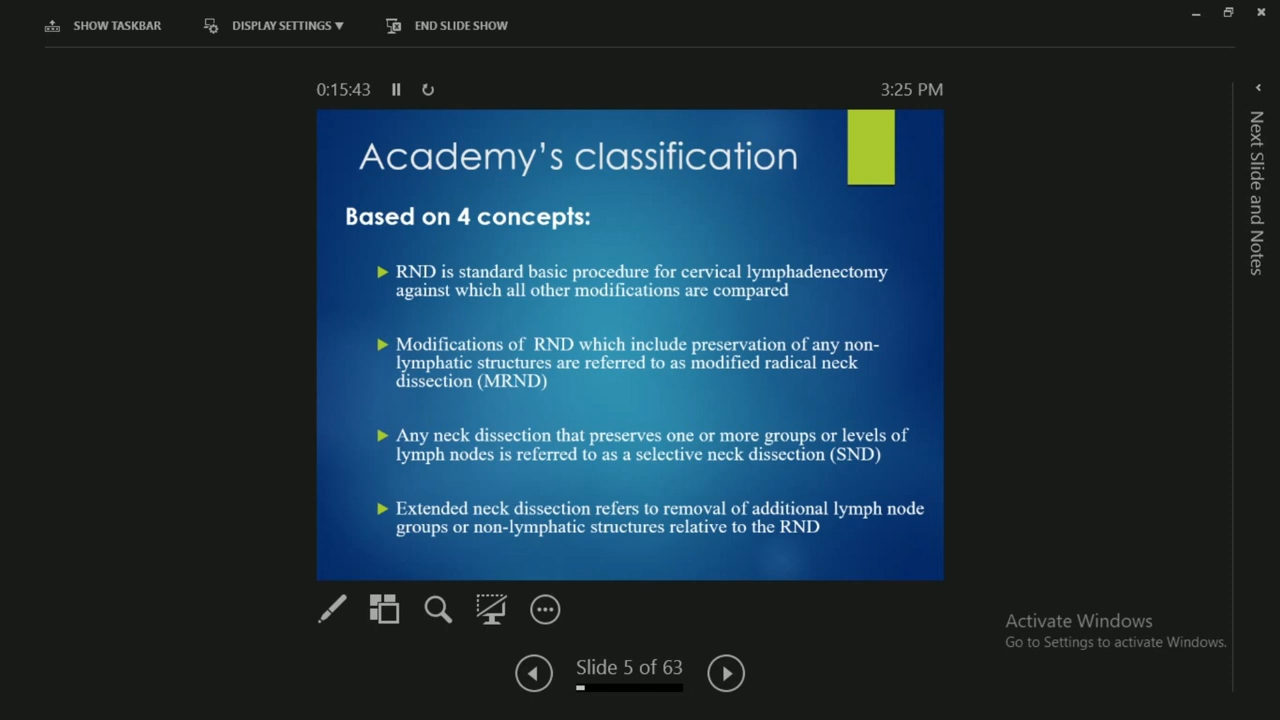 SHOW TASKBAR DISPLAY SETTINGS ▼ END SLIDE SHOW
0:15:43 3:25 PM
Academy's classification
Based on 4 concepts:
RND is standard basic procedure for cervical lymphadenectomy
against which all other modifications are compared
Modifications of RND which include preservation of any non-
lymphatic structures are referred to as modified radical neck
dissection (MRND)
Any neck dissection that preserves one or more groups or levels of
lymph nodes is referred to as a selective neck dissection (SND)
Extended neck dissection refers to removal of additional lymph node
groups or non-lymphatic structures relative to the RND
Next Slide and Notes
Activate Windows
Go to Settings to activate Windows.
Slide 5 of 63